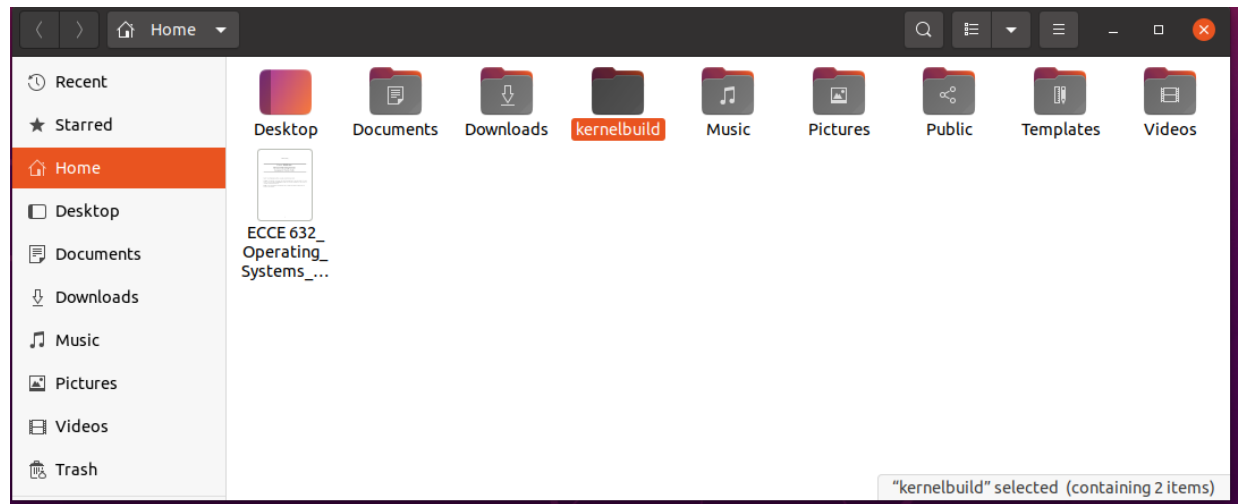 Home
Recent
Starred
Home
Desktop
Documents
Downloads
Music
Pictures
Videos
Trash
Desktop
Documents
Downloads
kernelbuild
Music
Pictures
Public
Templates
Videos
ECCE 632_
Operating_
Systems_...
“kernelbuild” selected (containing 2 items)